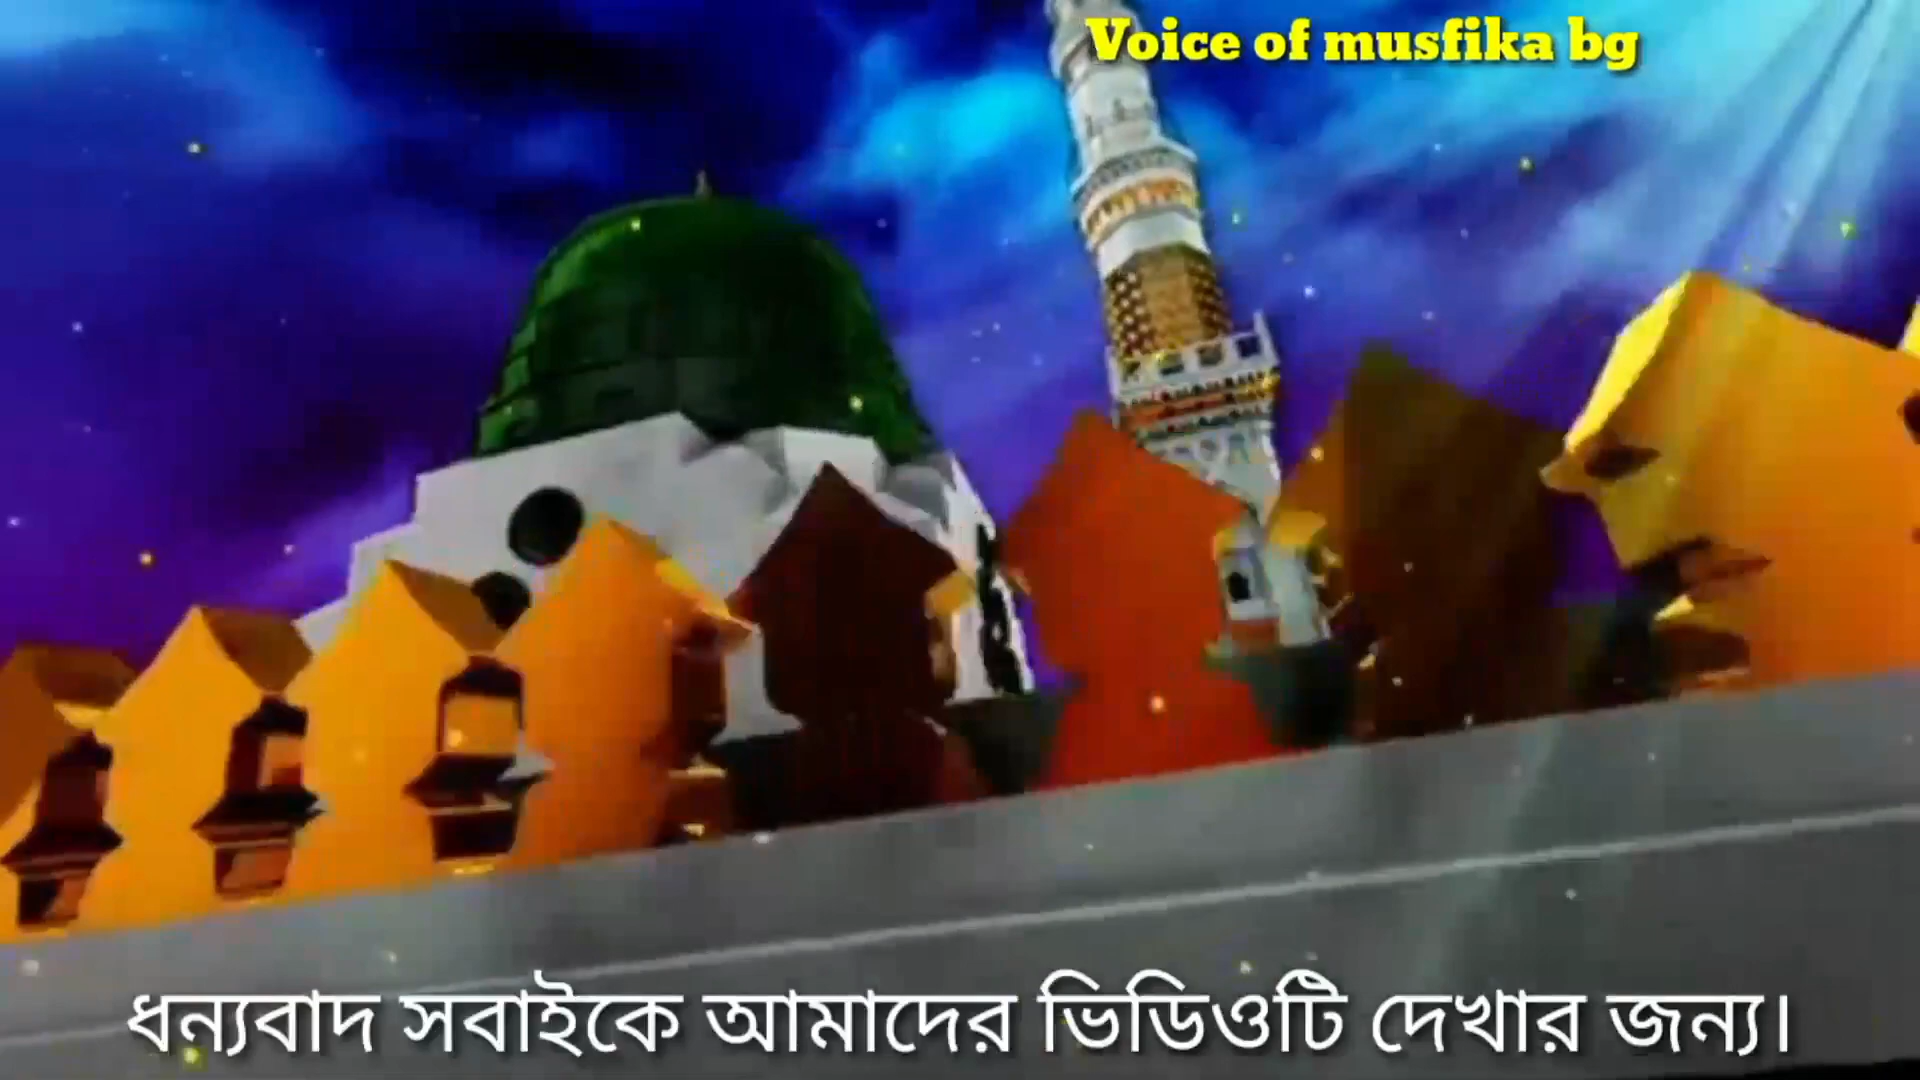 Voice of musfika bg
ধন্যবাদ সবাইকে আমাদের ভিডিওটি দেখার জন্য।